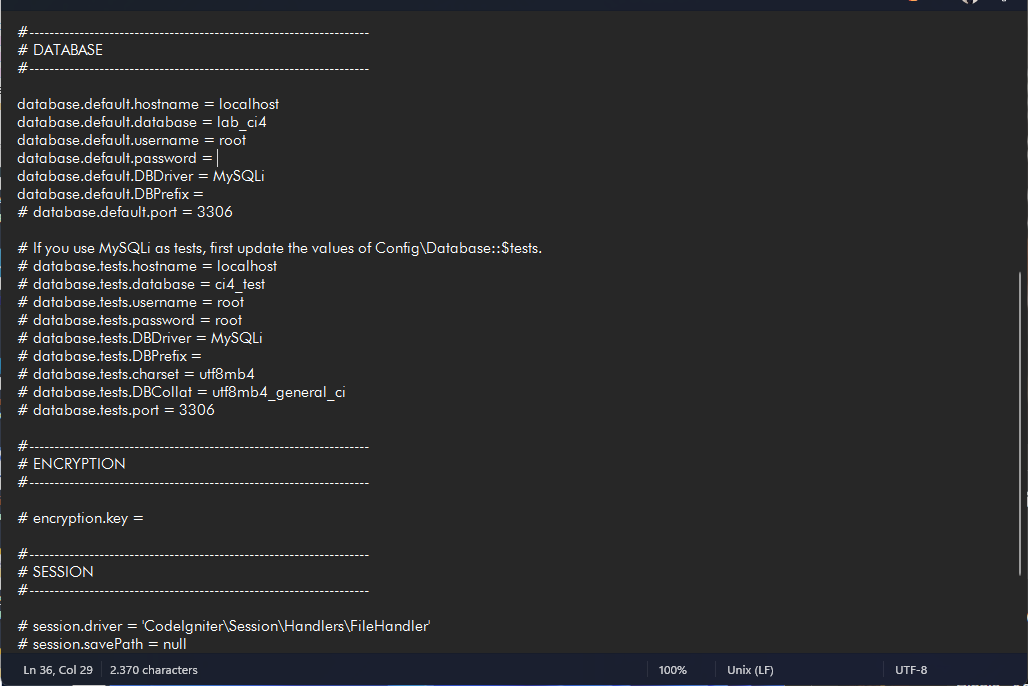 #--------------------------------------------------------------------
# DATABASE
#--------------------------------------------------------------------
database.default.hostname = localhost
database.default.database = lab_ci4
database.default.username = root
database.default.password =
database.default.DBDriver = MySQLi
database.default.DBPrefix =
# database.default.port = 3306
# If you use MySQLi as tests, first update the values of Config\Database::$tests.
# database.tests.hostname = localhost
# database.tests.database = ci4_test
# database.tests.username = root
# database.tests.password = root
# database.tests.DBDriver = MySQLi
# database.tests.DBPrefix =
# database.tests.charset = utf8mb4
# database.tests.DBCollat = utf8mb4_general_ci
# database.tests.port = 3306
#--------------------------------------------------------------------
# ENCRYPTION
#--------------------------------------------------------------------
# encryption.key =
#--------------------------------------------------------------------
# SESSION
#--------------------------------------------------------------------
# session.driver = 'CodeIgniter\Session\Handlers\FileHandler'
# session.savePath = null
Ln 36, Col 29 2.370 characters 100% Unix (LF) UTF-8